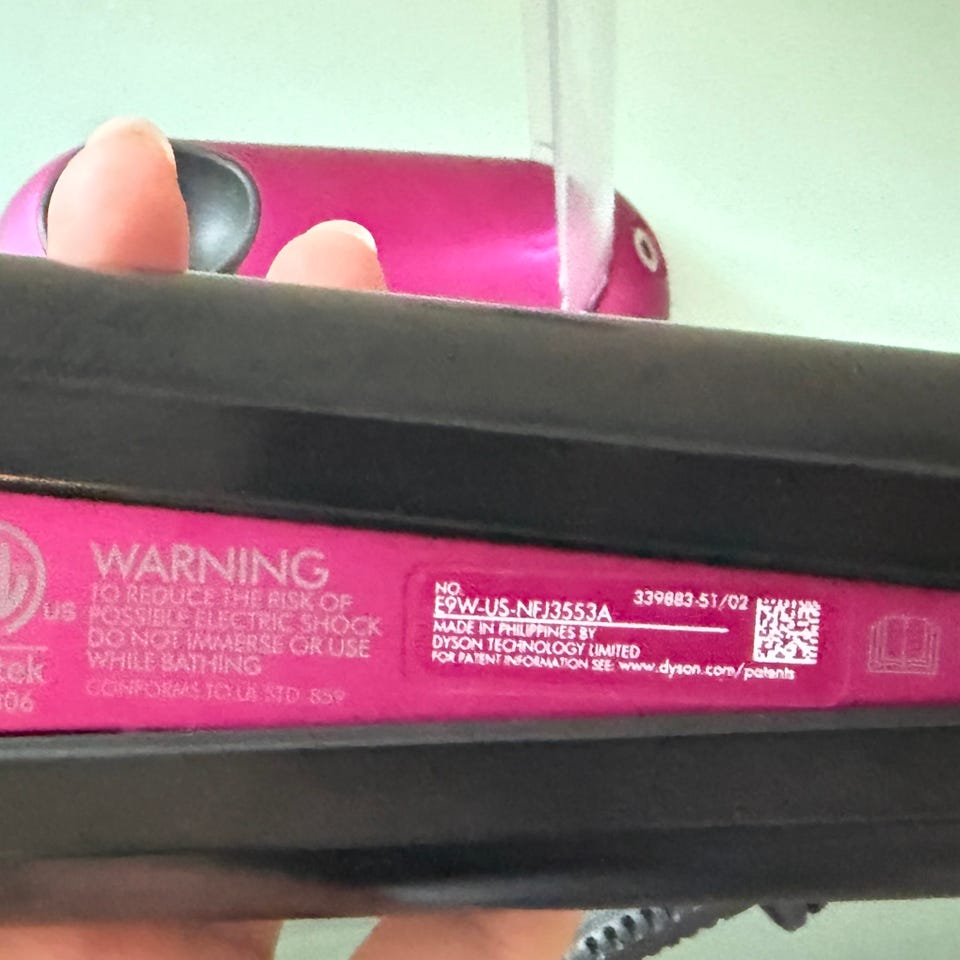 WARNING
TO REDUCE THE RISK OF
POSSIBLE ELECTRIC SHOCK
DO NOT IMMERSE OR USE
WHILE BATHING
CONFORMS TO UL STD. 859
US
tek
NO.
E9W-US-NFJ3553A
339883-51/02
MADE IN PHILIPPINES BY
DYSON TECHNOLOGY LIMITED
FOR PATENT INFORMATION SEE: www.dyson.com/patents